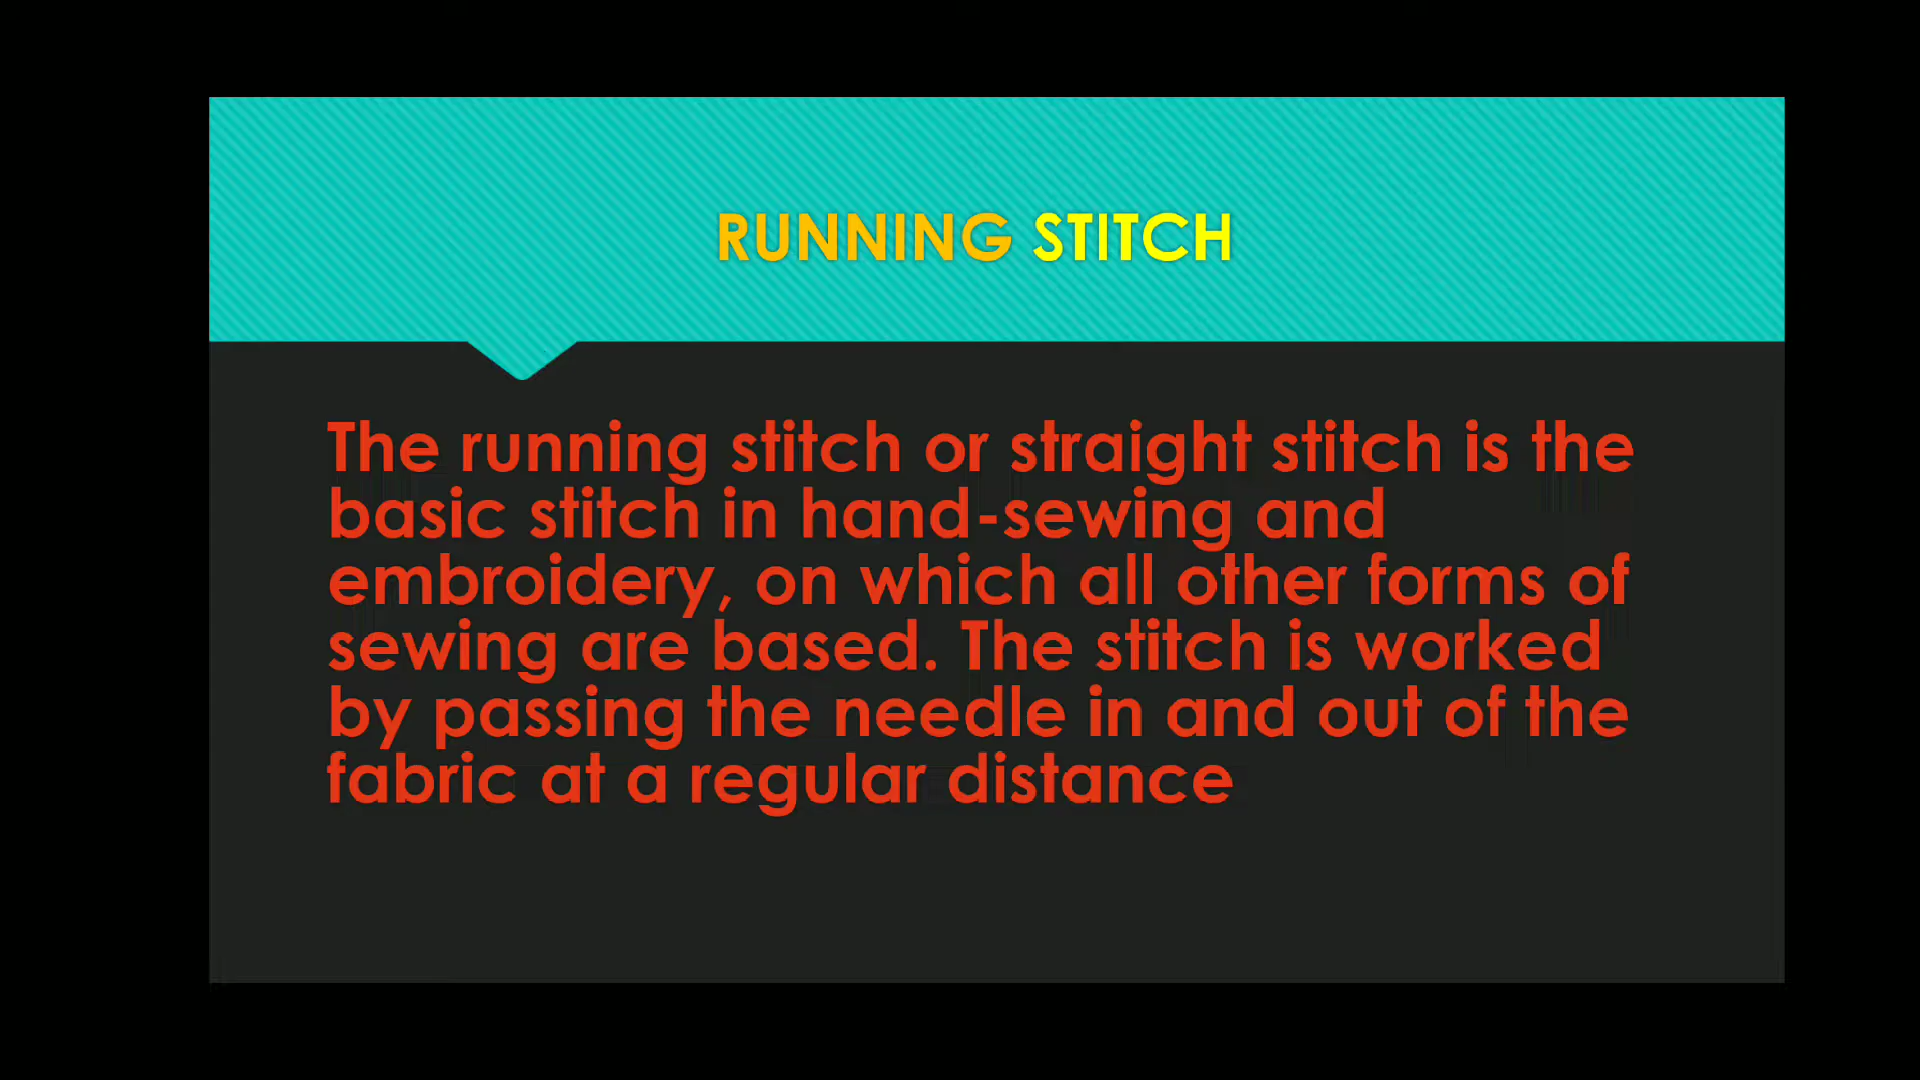 RUNNING STITCH
The running stitch or straight stitch is the
basic stitch in hand-sewing and
embroidery, on which all other forms of
sewing are based. The stitch is worked
by passing the needle in and out of the
fabric at a regular distance